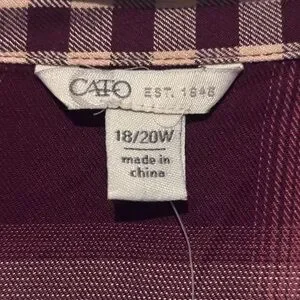 CATO EST. 1946
18/20W
made in
china